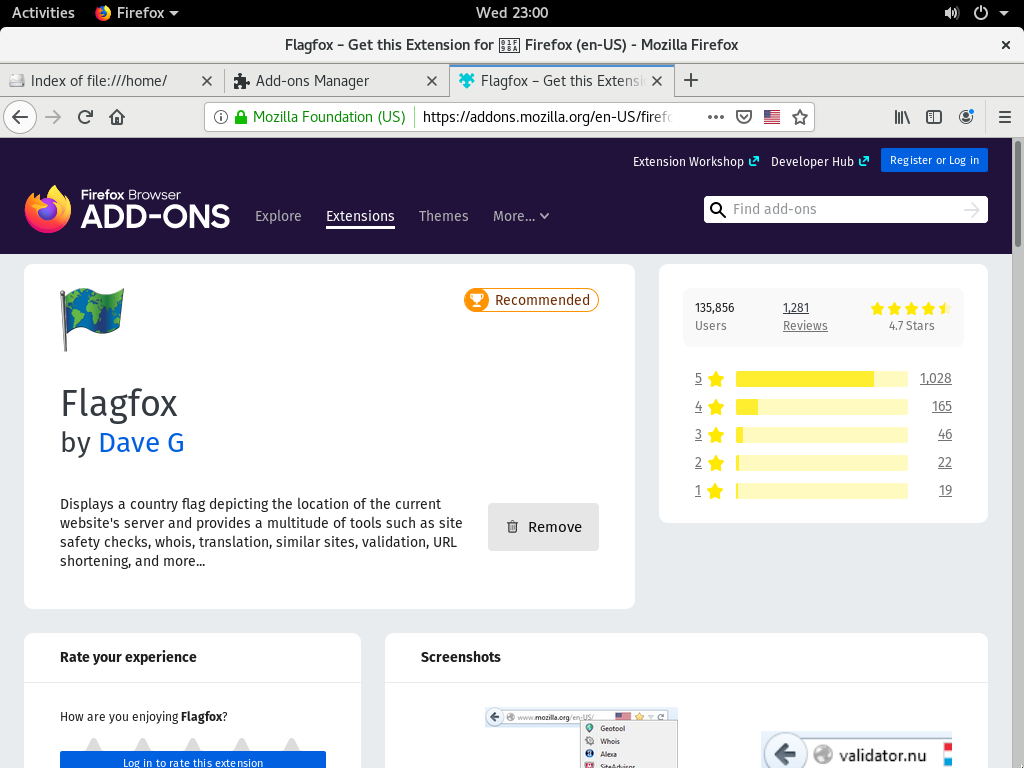 Activities
Firefox
Wed 23:00
Flagfox – Get this Extension for 01F98A Firefox (en-US) - Mozilla Firefox
Index of file:///home/
Add-ons Manager
Flagfox – Get this Extensi
Mozilla Foundation (US)
https://addons.mozilla.org/en-US/firefo
Extension Workshop
Developer Hub
Register or Log in
Firefox Browser
ADD-ONS
Explore
Extensions
Themes
More...
Find add-ons
Recommended
Flagfox
by Dave G
Displays a country flag depicting the location of the current
website's server and provides a multitude of tools such as site
safety checks, whois, translation, similar sites, validation, URL
shortening, and more...
Remove
135,856
Users
1,281
Reviews
4.7 Stars
5 1,028
4 165
3 46
2 22
1 19
Rate your experience
How are you enjoying Flagfox?
Log in to rate this extension
Screenshots
www.mozilla.org/en-US/
Geotool
Whois
Alexa
SiteAdvisor
validator.nu